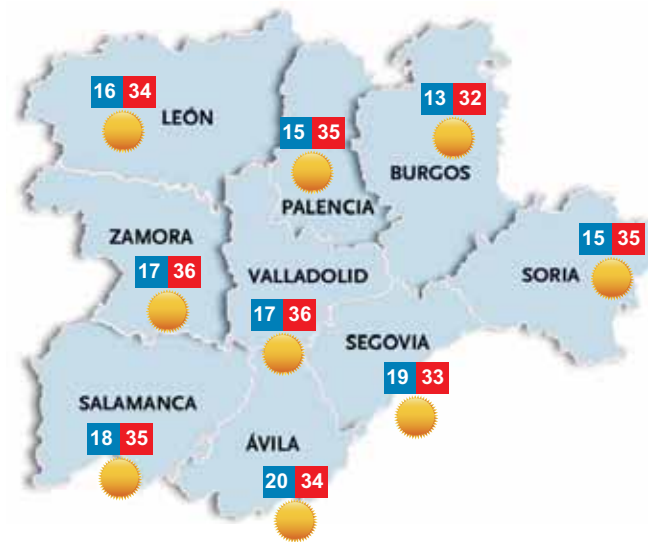 16 34
LEÓN
13 32
15 35
BURGOS
PALENCIA
ZAMORA
15 35
17 36
VALLADOLID
SORIA
17 36
SEGOVIA
19 33
SALAMANCA
18 35
ÁVILA
20 34